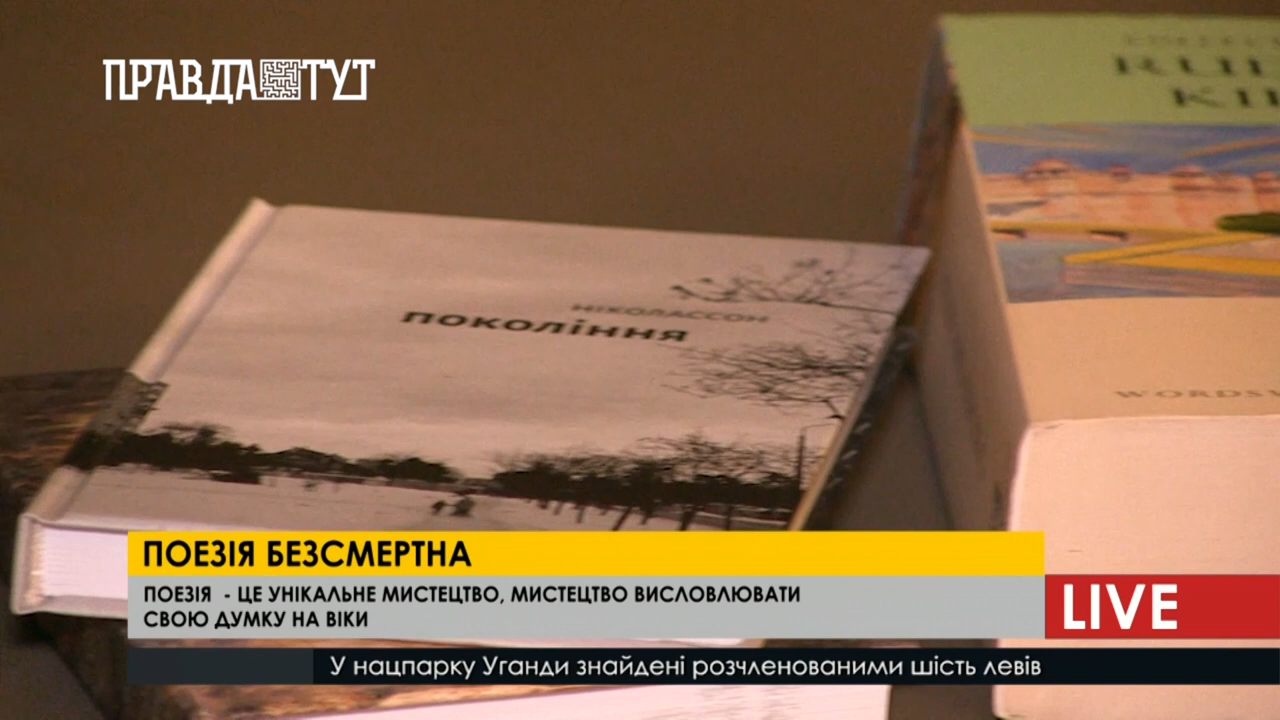 ПРАВДА ТУТ
НІКОЛАССОН
ПОКОЛІННЯ
ПОЕЗІЯ БЕЗСМЕРТНА
ПОЕЗІЯ - ЦЕ УНІКАЛЬНЕ МИСТЕЦТВО, МИСТЕЦТВО ВИСЛОВЛЮВАТИ
СВОЮ ДУМКУ НА ВІКИ
LIVE
У нацпарку Уганди знайдені розчленованими шість левів